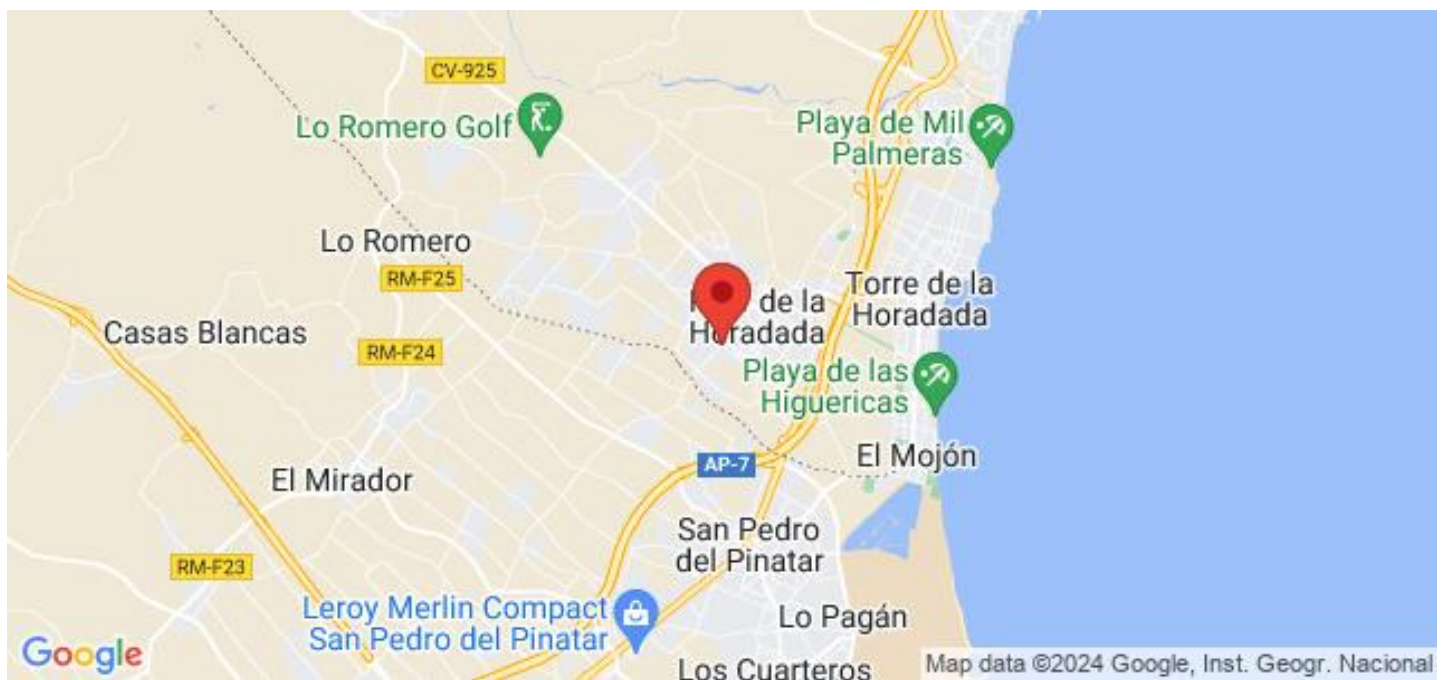 CV-925
Lo Romero Golf
Playa de Mil
Palmeras
Lo Romero
RM-F25
de la
Horadada
Torre de la
Horadada
Casas Blancas
RM-F24
Playa de las
Higuericas
AP-7
El Mojón
El Mirador
San Pedro
del Pinatar
RM-F23
Leroy Merlin Compact
San Pedro del Pinatar
Lo Pagán
Los Cuarteros
Google
Map data ©2024 Google, Inst. Geogr. Nacional